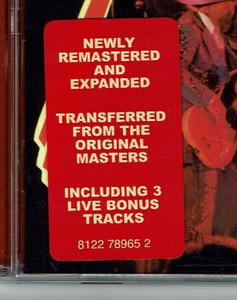 NEWLY
REMASTERED
AND
EXPANDED
TRANSFERRED
FROM THE
ORIGINAL
MASTERS
INCLUDING 3
LIVE BONUS
TRACKS
8122 78965 2